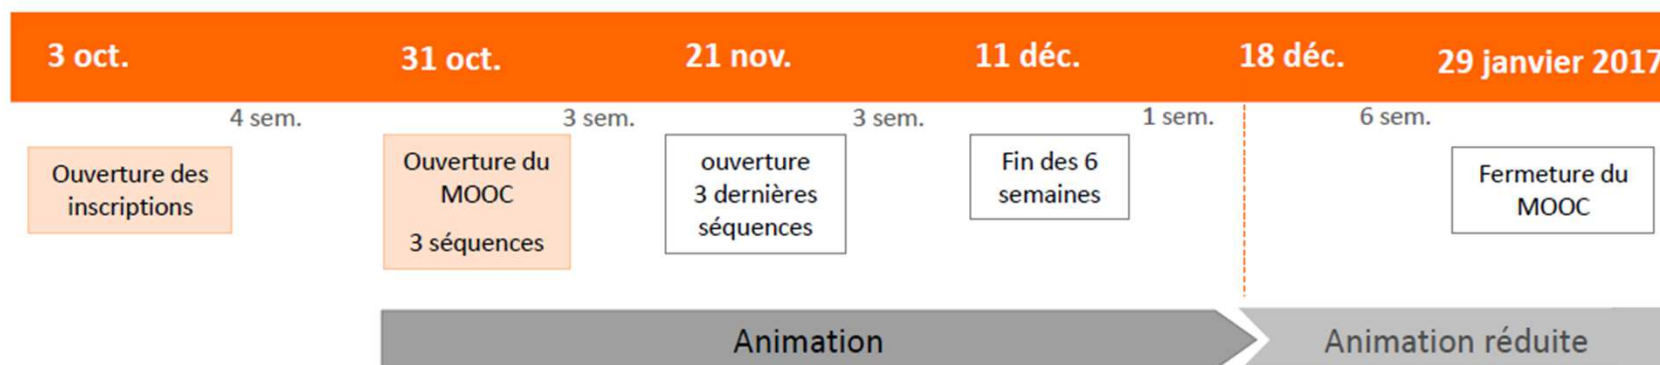 3 oct.
31 oct.
21 nov.
11 déc.
18 déc.
29 janvier 2017
4 sem.
3 sem.
3 sem.
1 sem.
6 sem.
Ouverture des
inscriptions
Ouverture du
MOOC
3 séquences
ouverture
3 dernières
séquences
Fin des 6
semaines
Fermeture du
MOOC
Animation
Animation réduite